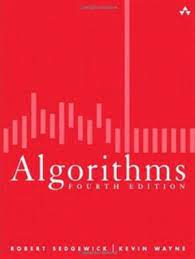 Algorithms
FOURTH EDITION
ROBERT SEDGEWICK | KEVIN WAYNE